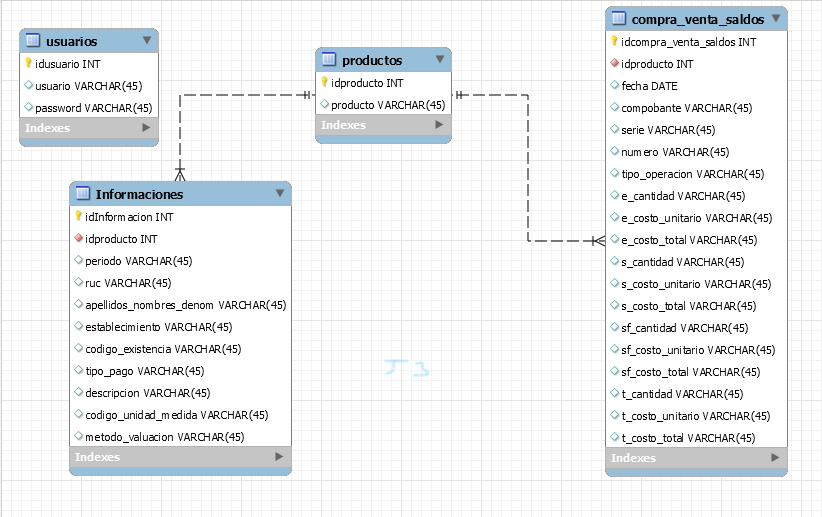 usuarios
idusuario INT
usuario VARCHAR(45)
password VARCHAR(45)
Indexes
productos
idproducto INT
producto VARCHAR(45)
Indexes
compra_venta_saldos
idcompra_venta_saldos INT
idproducto INT
fecha DATE
compobante VARCHAR(45)
serie VARCHAR(45)
numero VARCHAR(45)
tipo_operacion VARCHAR(45)
e_cantidad VARCHAR(45)
e_costo_unitario VARCHAR(45)
e_costo_total VARCHAR(45)
s_cantidad VARCHAR(45)
s_costo_unitario VARCHAR(45)
s_costo_total VARCHAR(45)
sf_cantidad VARCHAR(45)
sf_costo_unitario VARCHAR(45)
sf_costo_total VARCHAR(45)
t_cantidad VARCHAR(45)
t_costo_unitario VARCHAR(45)
t_costo_total VARCHAR(45)
Indexes
Informaciones
idInformacion INT
idproducto INT
periodo VARCHAR(45)
ruc VARCHAR(45)
apellidos_nombres_denom VARCHAR(45)
establecimiento VARCHAR(45)
codigo_existencia VARCHAR(45)
tipo_pago VARCHAR(45)
descripcion VARCHAR(45)
codigo_unidad_medida VARCHAR(45)
metodo_valuacion VARCHAR(45)
Indexes